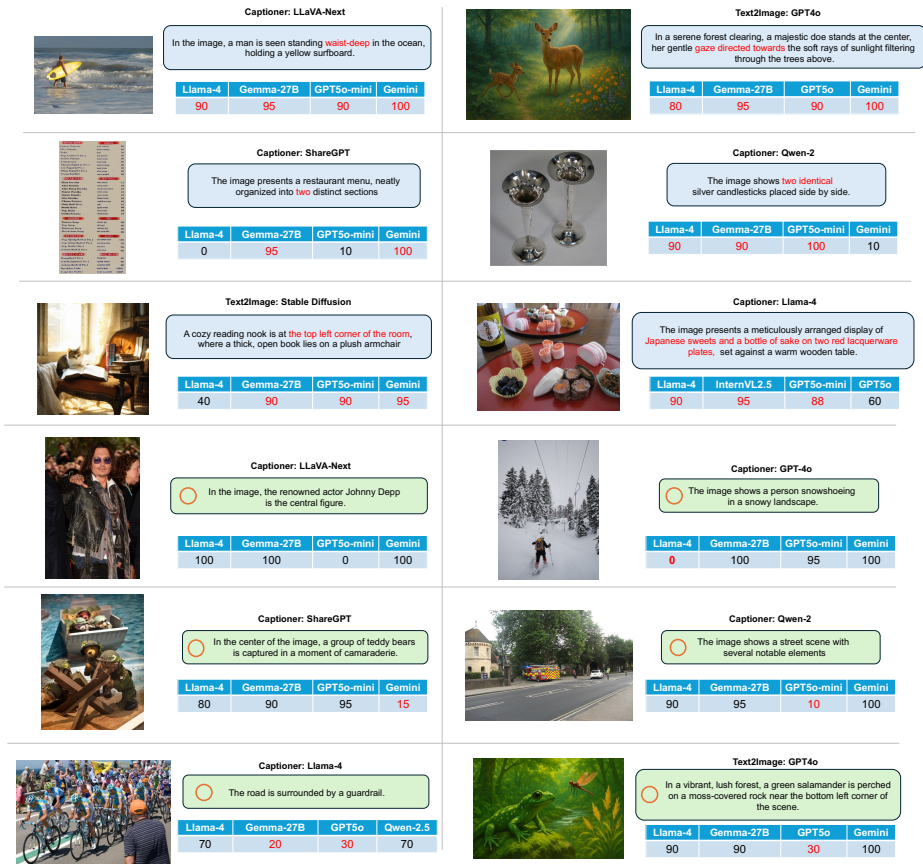 Captioner: LLaVA-Next
In the image, a man is seen standing waist-deep in the ocean,
holding a yellow surfboard.
Llama-4 Gemma-27B GPT5o-mini Gemini
90 95 90 100
Text2Image: GPT4o
In a serene forest clearing, a majestic doe stands at the center,
her gentle gaze directed towards the soft rays of sunlight filtering
through the trees above.
Llama-4 Gemma-27B GPT5o Gemini
80 95 90 100
Captioner: ShareGPT
The image presents a restaurant menu, neatly
organized into two distinct sections
Llama-4 Gemma-27B GPT5o-mini Gemini
0 95 10 100
Captioner: Qwen-2
The image shows two identical
silver candlesticks placed side by side.
Llama-4 Gemma-27B GPT5o-mini Gemini
90 90 100 10
Text2Image: Stable Diffusion
A cozy reading nook is at the top left corner of the room,
where a thick, open book lies on a plush armchair
Llama-4 Gemma-27B GPT5o-mini Gemini
40 90 90 95
Captioner: Llama-4
The image presents a meticulously arranged display of
Japanese sweets and a bottle of sake on two red lacquerware
plates, set against a warm wooden table.
Llama-4 InternVL2.5 GPT5o-mini GPT5o
90 95 88 60
Captioner: LLaVA-Next
In the image, the renowned actor Johnny Depp
is the central figure.
Llama-4 Gemma-27B GPT5o-mini Gemini
100 100 0 100
Captioner: GPT-4o
The image shows a person snowshoeing
in a snowy landscape.
Llama-4 Gemma-27B GPT5o-mini Gemini
0 100 95 100
Captioner: ShareGPT
In the center of the image, a group of teddy bears
is captured in a moment of camaraderie.
Llama-4 Gemma-27B GPT5o-mini Gemini
80 90 95 15
Captioner: Qwen-2
The image shows a street scene with
several notable elements
Llama-4 Gemma-27B GPT5o-mini Gemini
90 95 10 100
Captioner: Llama-4
The road is surrounded by a guardrail.
Llama-4 Gemma-27B GPT5o Qwen-2.5
70 20 30 70
Text2Image: GPT4o
In a vibrant, lush forest, a green salamander is perched
on a moss-covered rock near the bottom left corner of
the scene.
Llama-4 Gemma-27B GPT5o Gemini
90 90 30 100